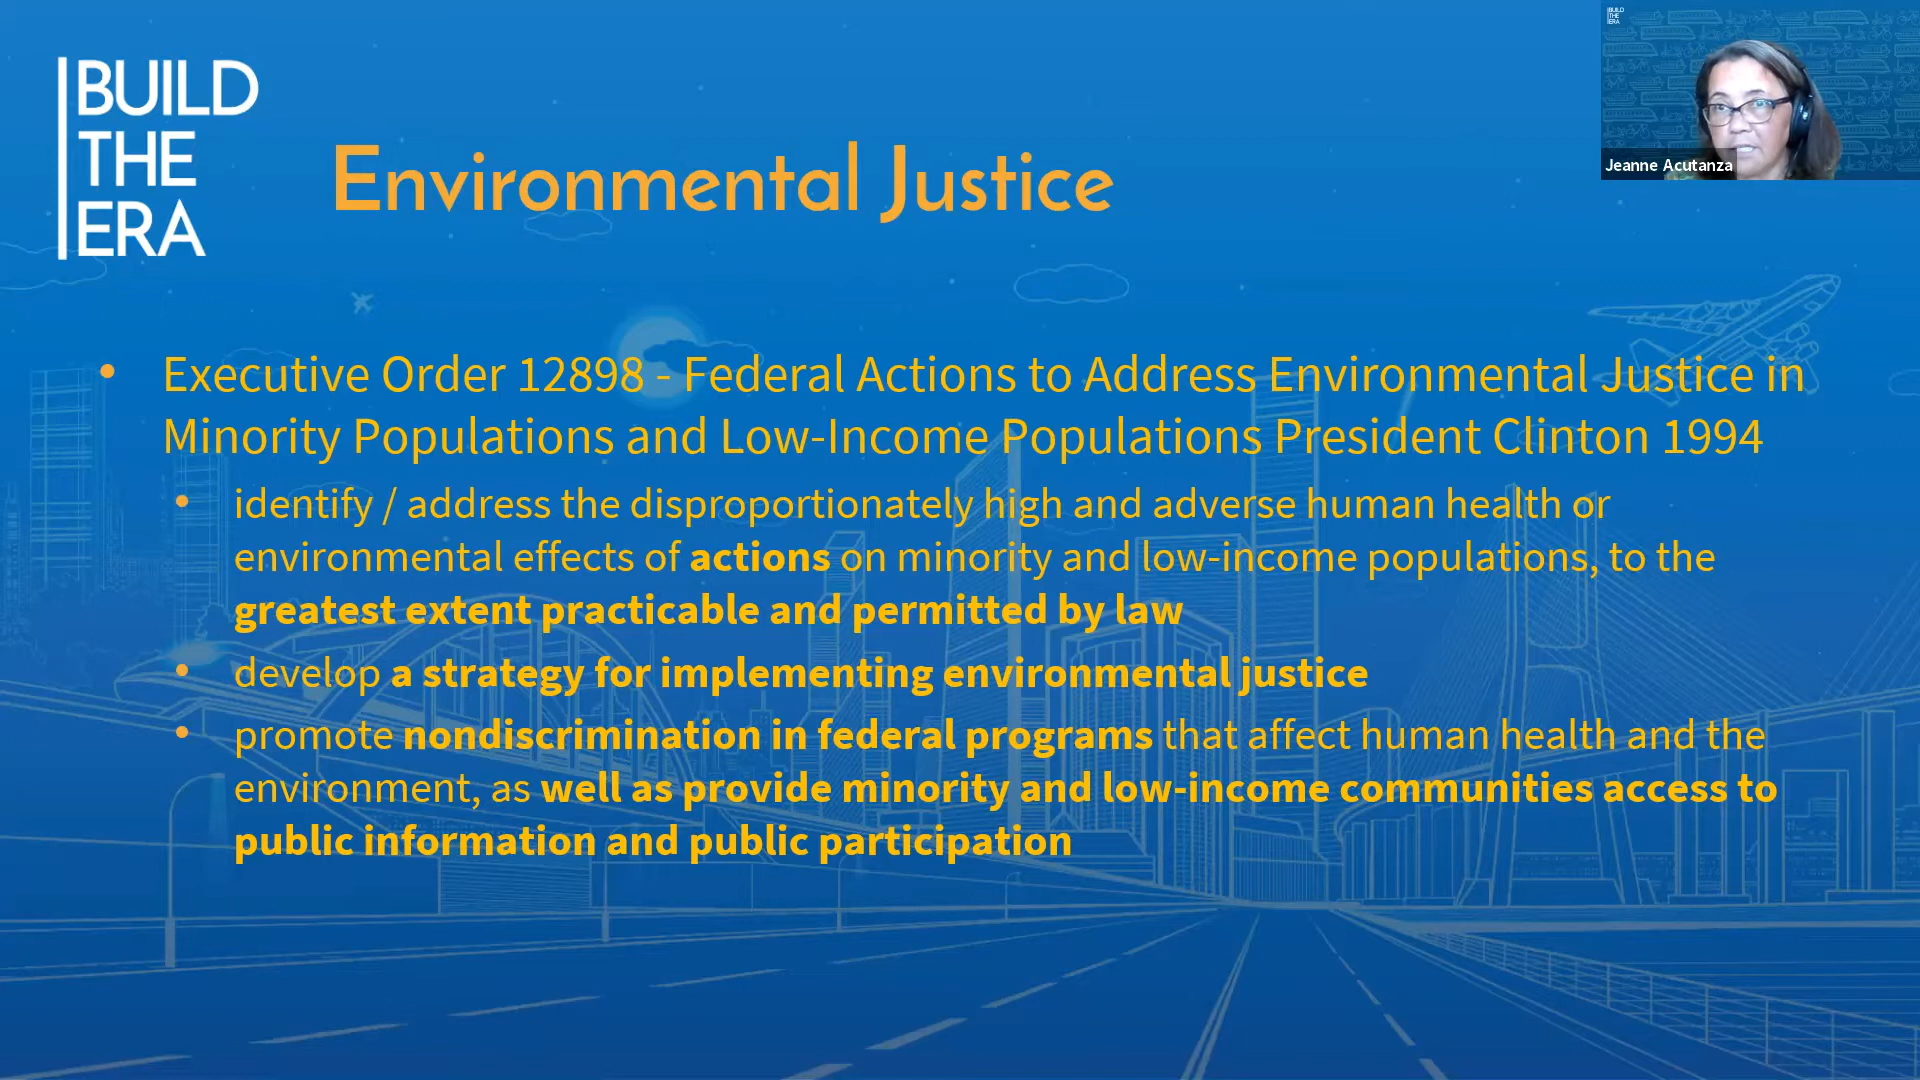 BUILD
THE
ERA
Environmental Justice
BUILD
THE
ERA
Jeanne Acutanza
• Executive Order 12898 - Federal Actions to Address Environmental Justice in
Minority Populations and Low-Income Populations President Clinton 1994
• identify / address the disproportionately high and adverse human health or
environmental effects of actions on minority and low-income populations, to the
greatest extent practicable and permitted by law
• develop a strategy for implementing environmental justice
• promote nondiscrimination in federal programs that affect human health and the
environment, as well as provide minority and low-income communities access to
public information and public participation